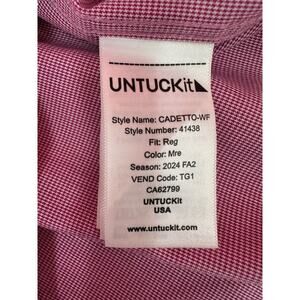 UNTUCKit
Style Name: CADETTO-WF
Style Number: 41438
Fit: Reg
Color: Mre
Season: 2024 FA2
VEND Code: TG1
CA62799
UNTUCKit
USA
www.untuckit.com